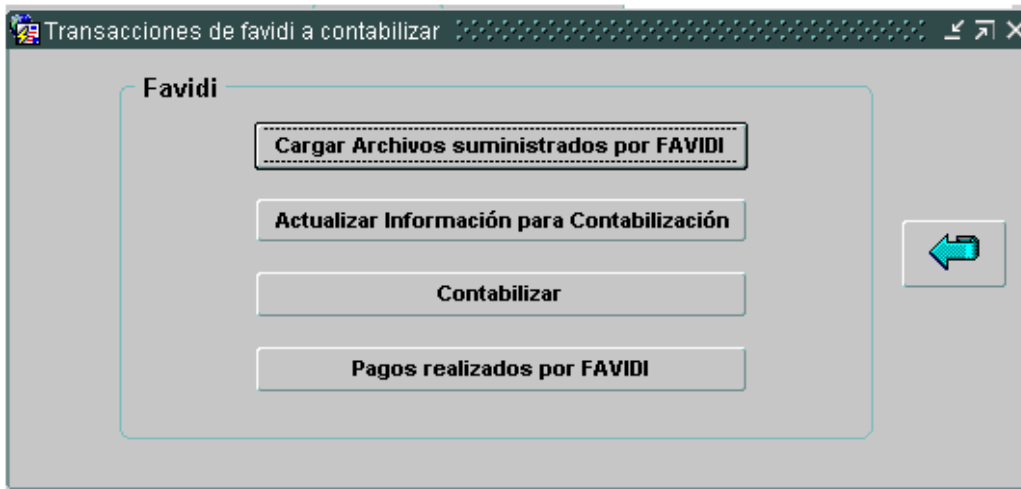 Transacciones de favidi a contabilizar
Favidi
Cargar Archivos suministrados por FAVIDI
Actualizar Información para Contabilización
Contabilizar
Pagos realizados por FAVIDI